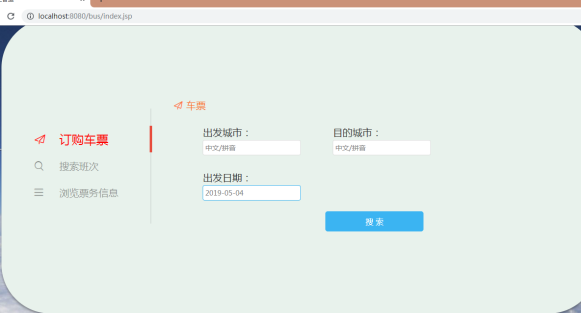 localhost:8080/bus/index.jsp
车票
出发城市：
目的城市：
中文/拼音
中文/拼音
订购车票
搜索班次
出发日期：
浏览票务信息
2019-05-04
搜 索